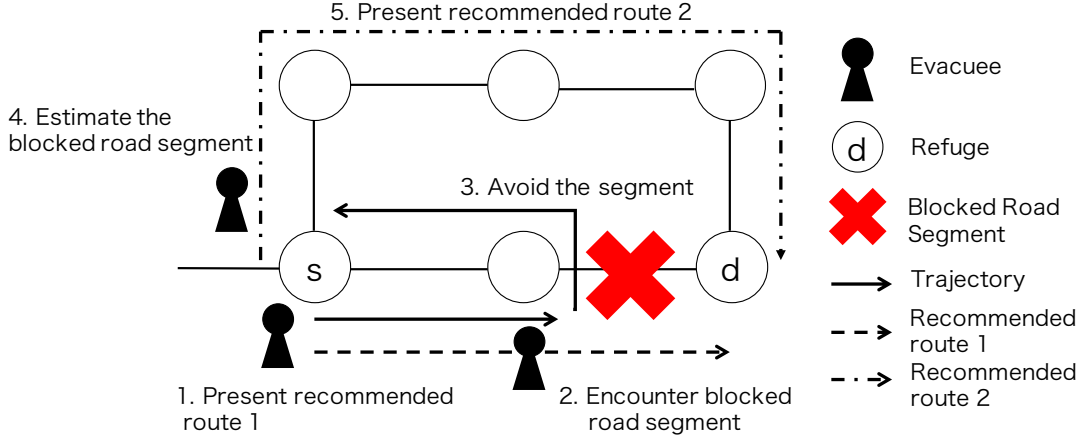 5. Present recommended route 2
4. Estimate the
blocked road segment
3. Avoid the segment
s
d
1. Present recommended
route 1
2. Encounter blocked
road segment
Evacuee
d
Refuge
Blocked Road
Segment
Trajectory
Recommended
route 1
Recommended
route 2